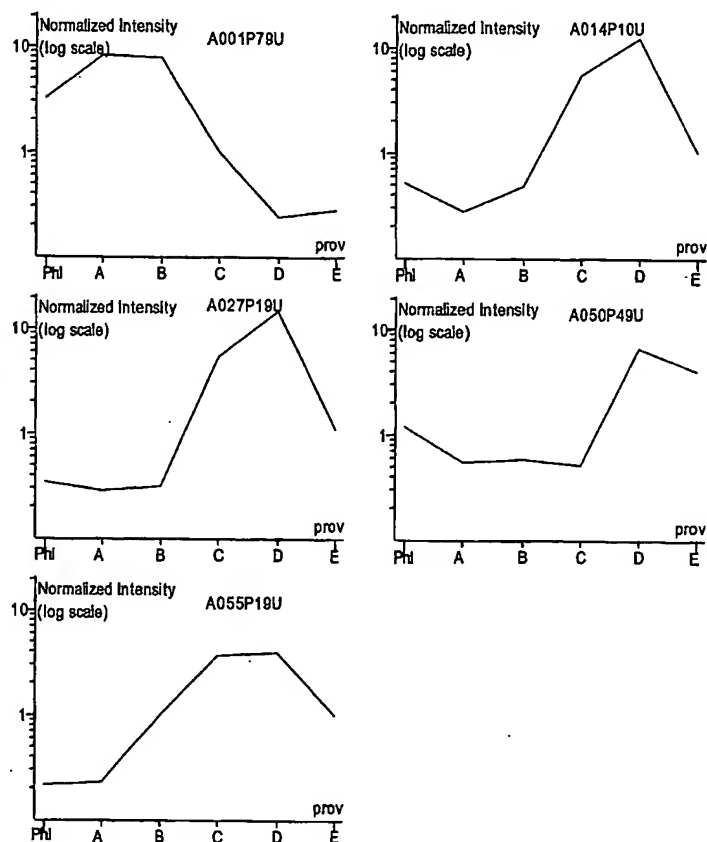 Normalized Intensity
(log scale)
A001P78U
10
1
prov
Phl A B C D E
Normalized Intensity
(log scale)
A014P10U
10
1
prov
Phl A B C D E
Normalized Intensity
(log scale)
A027P19U
10
1
prov
Phl A B C D E
Normalized Intensity
(log scale)
A050P49U
10
1
prov
Phl A B C D E
Normalized Intensity
(log scale)
A055P19U
10
1
prov
Phl A B C D E